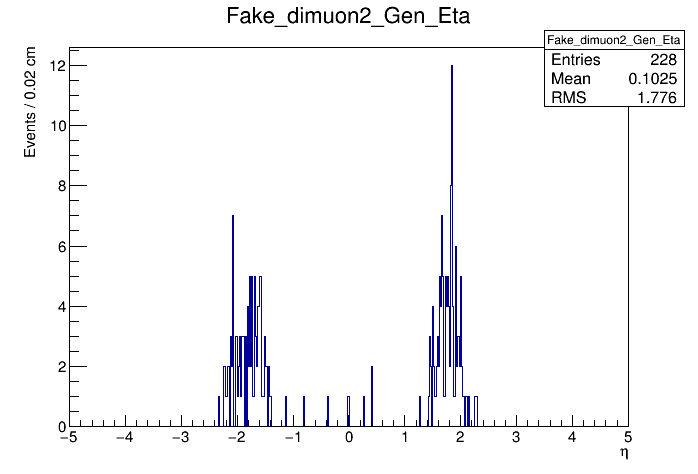 Fake_dimuon2_Gen_Eta
Fake_dimuon2_Gen_Eta
Entries 228
Mean 0.1025
RMS 1.776
Events / 0.02 cm
12
10
8
6
4
2
0
−5 −4 −3 −2 −1 0 1 2 3 4 5
η